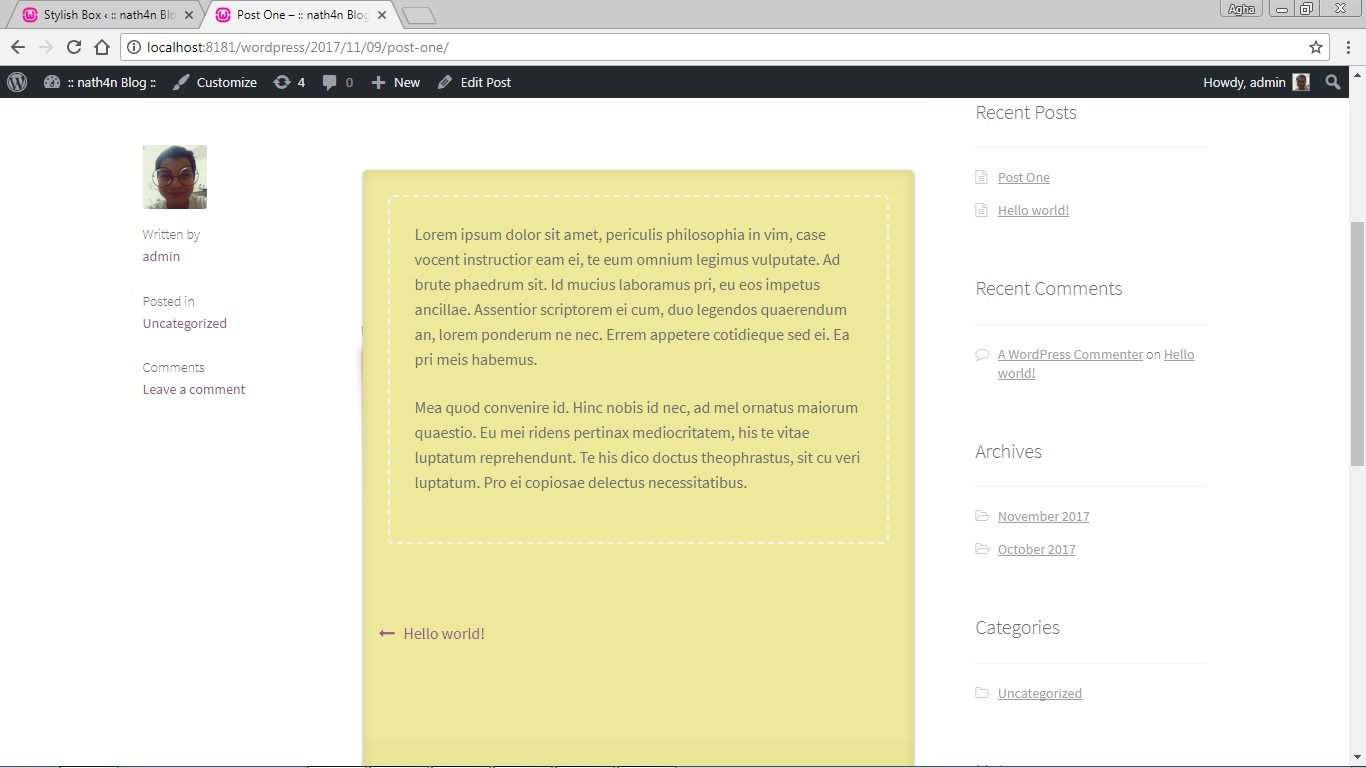 Stylish Box ‹ :: nath4n Blo
Post One – :: nath4n Blog
Agha
localhost:8181/wordpress/2017/11/09/post-one/
:: nath4n Blog :: Customize 4 0 New Edit Post Howdy, admin
Written by
admin
Posted in
Uncategorized
Comments
Leave a comment
Lorem ipsum dolor sit amet, periculis philosophia in vim, case
vocent instructior eam ei, te eum omnium legimus vulputate. Ad
brute phaedrum sit. Id mucius laboramus pri, eu eos impetus
ancillae. Assentior scriptorem ei cum, duo legendos quaerendum
an, lorem ponderum ne nec. Errem appetere cotidieque sed ei. Ea
pri meis habemus.
Mea quod convenire id. Hinc nobis id nec, ad mel ornatus maiorum
quaestio. Eu mei ridens pertinax mediocritatem, his te vitae
luptatum reprehendunt. Te his dico doctus theophrastus, sit cu veri
luptatum. Pro ei copiosae delectus necessitatibus.
Hello world!
Recent Posts
Post One
Hello world!
Recent Comments
A WordPress Commenter on Hello
world!
Archives
November 2017
October 2017
Categories
Uncategorized